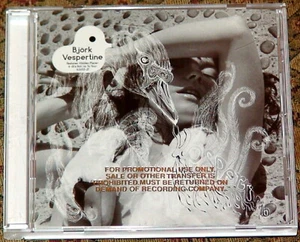 Bjork
Vespertine
FOR PROMOTIONAL USE ONLY.
SALE OR OTHER TRANSFER IS
PROHIBITED MUST BE RETURNED ON
DEMAND OF RECORDING COMPANY.